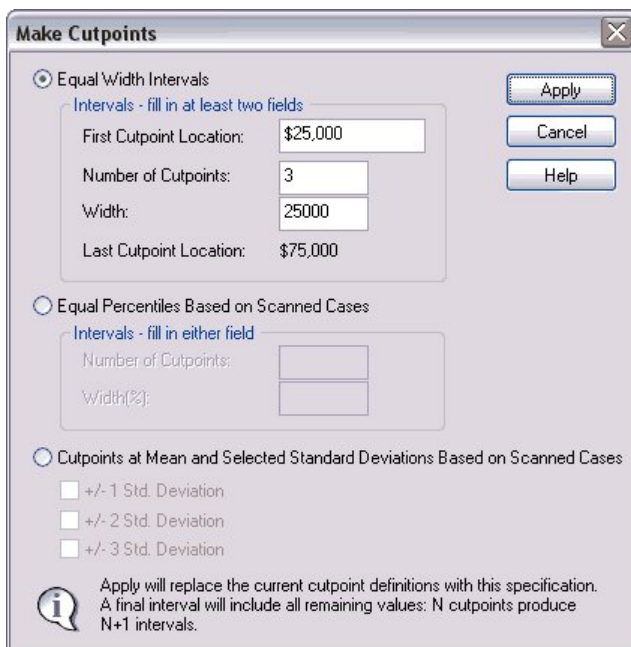 Make Cutpoints
Equal Width Intervals
Intervals - fill in at least two fields
First Cutpoint Location: $25,000
Number of Cutpoints: 3
Width: 25000
Last Cutpoint Location: $75,000
Apply
Cancel
Help
Equal Percentiles Based on Scanned Cases
Intervals - fill in either field
Number of Cutpoints:
Width(%):
Cutpoints at Mean and Selected Standard Deviations Based on Scanned Cases
+/- 1 Std. Deviation
+/- 2 Std. Deviation
+/- 3 Std. Deviation
Apply will replace the current cutpoint definitions with this specification.
A final interval will include all remaining values: N cutpoints produce
N+1 intervals.